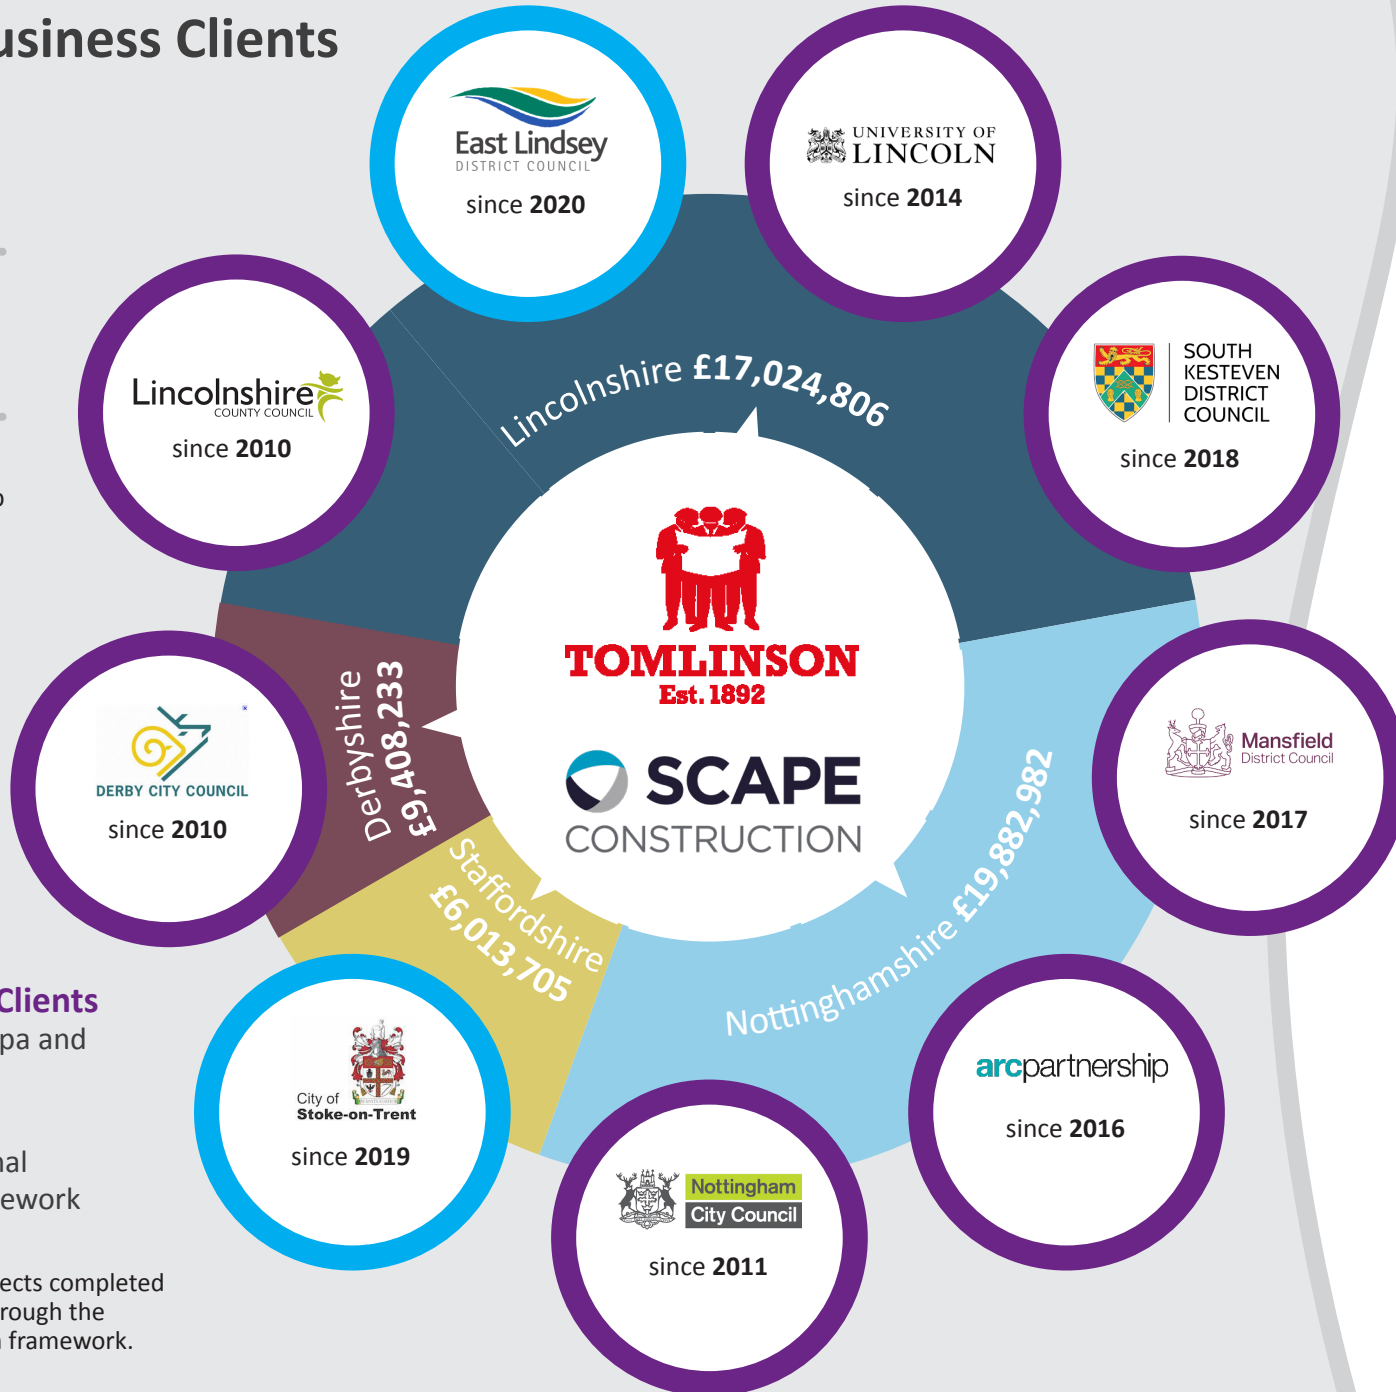 usiness Clients
East Lindsey
DISTRICT COUNCIL
since 2020
UNIVERSITY OF
LINCOLN
since 2014
Lincolnshire
COUNTY COUNCIL
since 2010
SOUTH
KESTEVEN
DISTRICT
COUNCIL
since 2018
Lincolnshire £17,024,806
TOMLINSON
Est. 1892
SCAPE
CONSTRUCTION
Derbyshire
£9,408,233
DERBY CITY COUNCIL
since 2010
Mansfield
District Council
since 2017
Staffordshire
£6,013,705
Nottinghamshire £19,882,982
Clients
pa and
City of
Stoke-on-Trent
since 2019
arcpartnership
since 2016
Nottingham
City Council
since 2011
nal
ework
ects completed
rough the
framework.